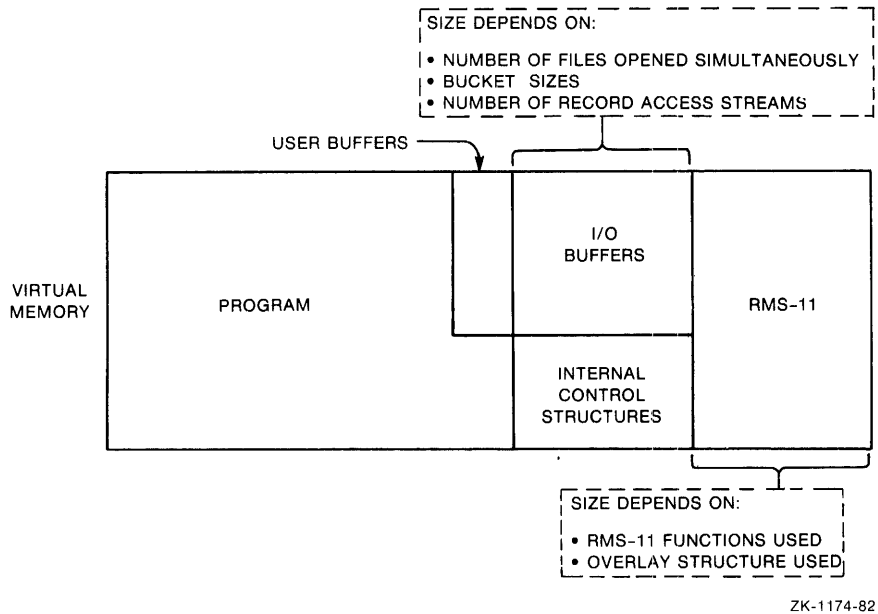 SIZE DEPENDS ON:
• NUMBER OF FILES OPENED SIMULTANEOUSLY
• BUCKET SIZES
• NUMBER OF RECORD ACCESS STREAMS
USER BUFFERS
VIRTUAL
MEMORY
PROGRAM
I/O
BUFFERS
RMS-11
INTERNAL
CONTROL
STRUCTURES
SIZE DEPENDS ON:
• RMS-11 FUNCTIONS USED
• OVERLAY STRUCTURE USED
ZK-1174-82